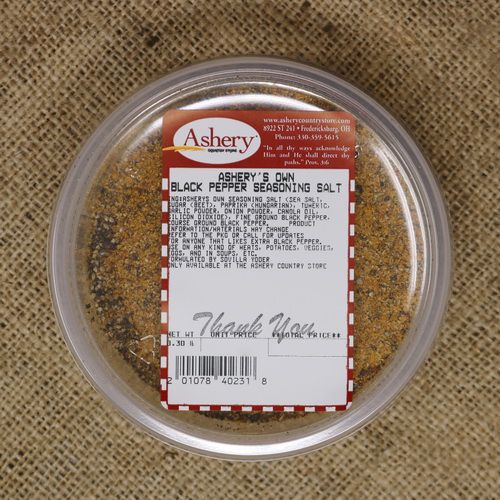 www.asherycountrystore.com
8922 ST 241 • Fredericksburg, OH
Phone: 330-359-5615
"In all thy ways acknowledge
Him and He shall direct thy
paths." Prov. 3:6
Ashery
COUNTRY STORE
ASHERY'S OWN
BLACK PEPPER SEASONING SALT
ING:ASHERYS OWN SEASONING SALT (SEA SALT,
SUGAR (BEET), PAPRIKA (HUNGARIAN), TUMERIC,
GARLIC POWDER, ONION POWDER, CANOLA OIL,
SILICON DIOXIDE), FINE GROUND BLACK PEPPER,
COURSE GROUND BLACK PEPPER. PRODUCT
INFORMATION/MATERIALS MAY CHANGE
REFER TO THE PKG OR CALL FOR UPDATES
FOR ANYONE THAT LIKES EXTRA BLACK PEPPER.
USE ON ANY KIND OF MEATS, POTATOES, VEGGIES,
EGGS, AND IN SOUPS, ETC.
FORMULATED BY SOVILLA YODER
ONLY AVAILABLE AT THE ASHERY COUNTRY STORE
Thank You
NET WT UNIT PRICE **TOTAL PRICE**
0.30 lb
2 01078 40231 8